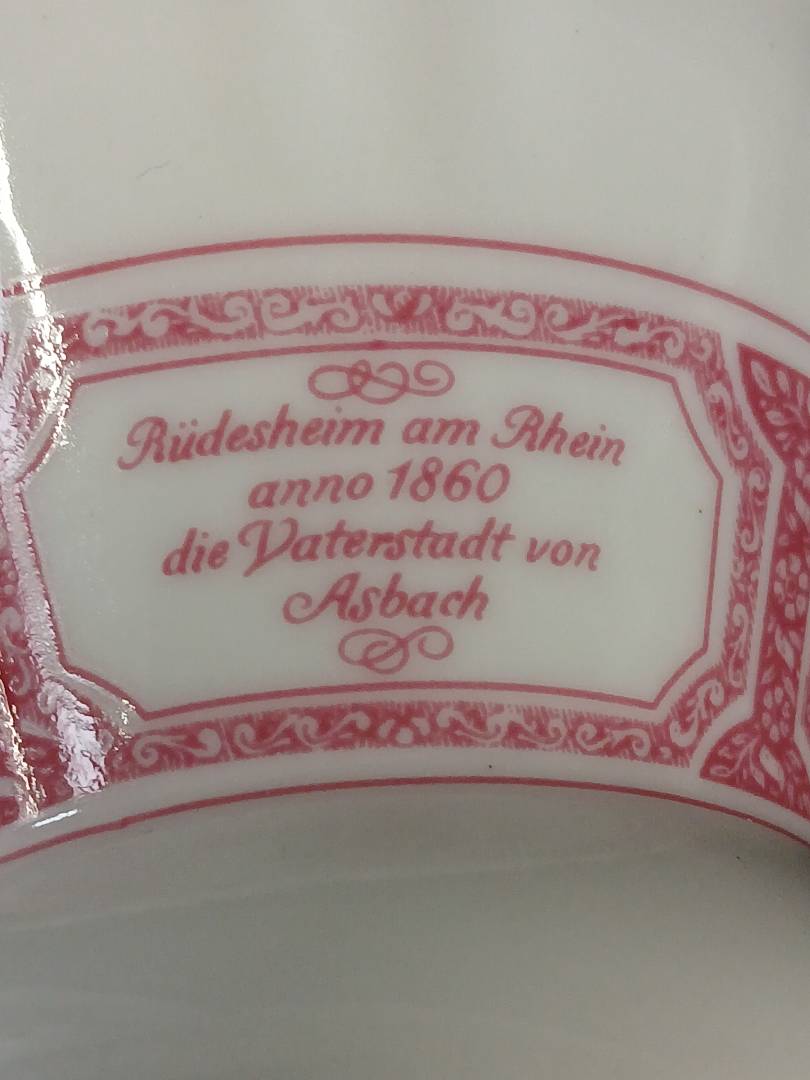 Rüdesheim am Rhein
anno 1860
die Vaterstadt von
Asbach